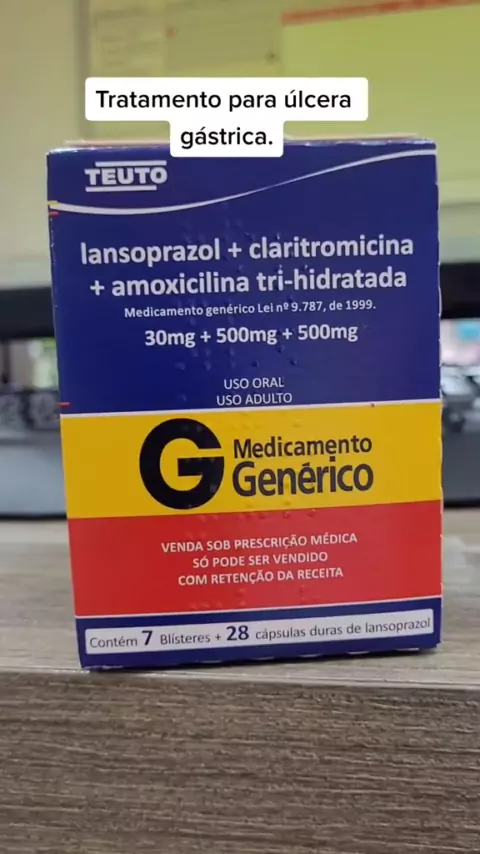 Tratamento para úlcera
gástrica.
TEUTO
lansoprazol + claritromicina
+ amoxicilina tri-hidratada
Medicamento genérico Lei nº 9.787, de 1999.
30mg + 500mg + 500mg
USO ORAL
USO ADULTO
G Medicamento
Genérico
VENDA SOB PRESCRIÇÃO MÉDICA
SÓ PODE SER VENDIDO
COM RETENÇÃO DA RECEITA
Contém 7 Blísteres + 28 cápsulas duras de lansoprazol